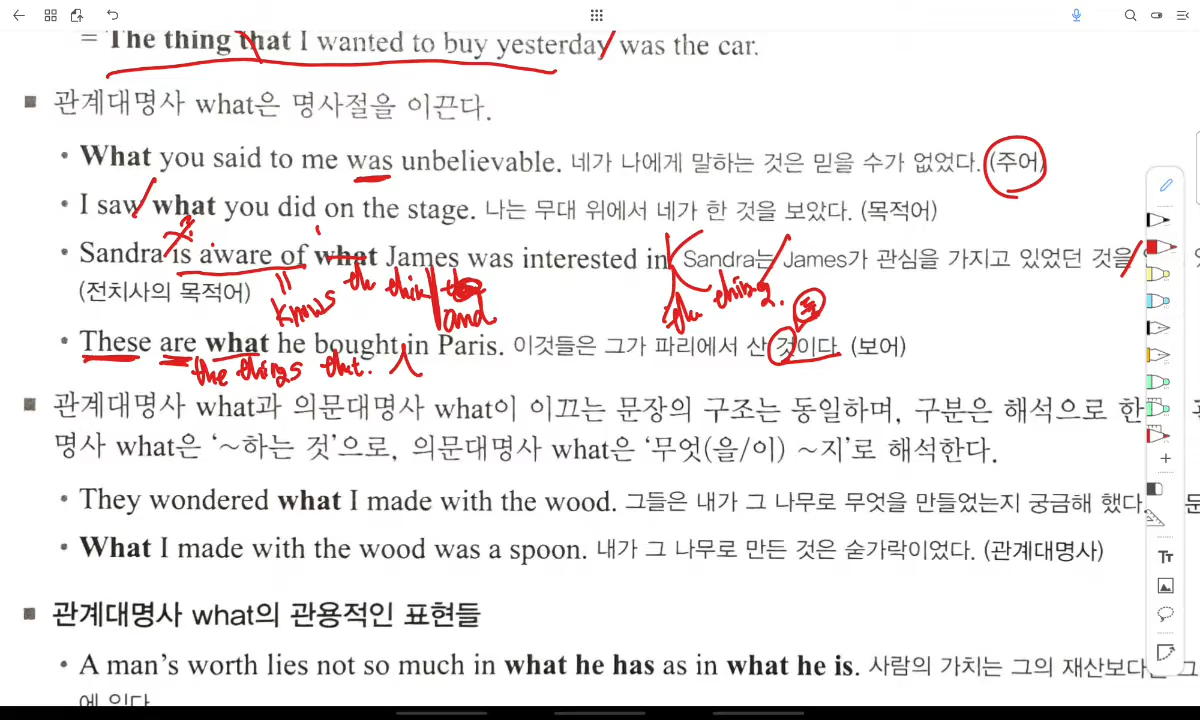 = The thing that I wanted to buy yesterday was the car.
■ 관계대명사 what은 명사절을 이끈다.
• What you said to me was unbelievable. 네가 나에게 말하는 것은 믿을 수가 없었다. (주어)
• I saw what you did on the stage. 나는 무대 위에서 네가 한 것을 보았다. (목적어)
• Sandra is aware of what James was interested in. Sandra는 James가 관심을 가지고 있었던 것을
(전치사의 목적어)
knows
the thin
and
the thing.
• These are what he bought in Paris. 이것들은 그가 파리에서 산 것이다. (보어)
들
the things that.
■ 관계대명사 what과 의문대명사 what이 이끄는 문장의 구조는 동일하며, 구분은 해석으로 한
명사 what은 ‘～하는 것’으로, 의문대명사 what은 ‘무엇(을/이) ～지’로 해석한다.
• They wondered what I made with the wood. 그들은 내가 그 나무로 무엇을 만들었는지 궁금해 했다.
• What I made with the wood was a spoon. 내가 그 나무로 만든 것은 숟가락이었다. (관계대명사)
■ 관계대명사 what의 관용적인 표현들
• A man’s worth lies not so much in what he has as in what he is. 사람의 가치는 그의 재산보다는 그
에 있다
Tт